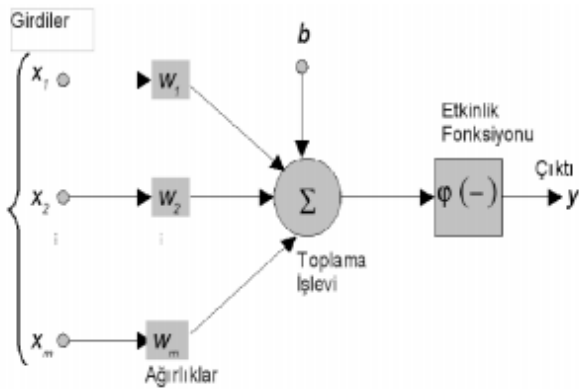 Girdiler
b
x1 w1
Etkinlik
Fonksiyonu
Çıktı
x2 w2 Σ φ(–) y
Toplama
İşlevi
xm wm
Ağırlıklar